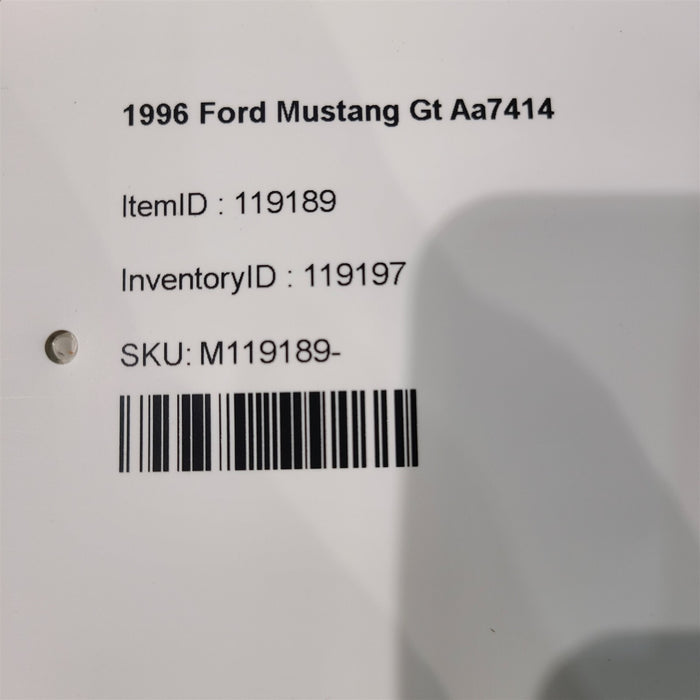 1996 Ford Mustang Gt Aa7414
ItemID : 119189
InventoryID : 119197
SKU: M119189-